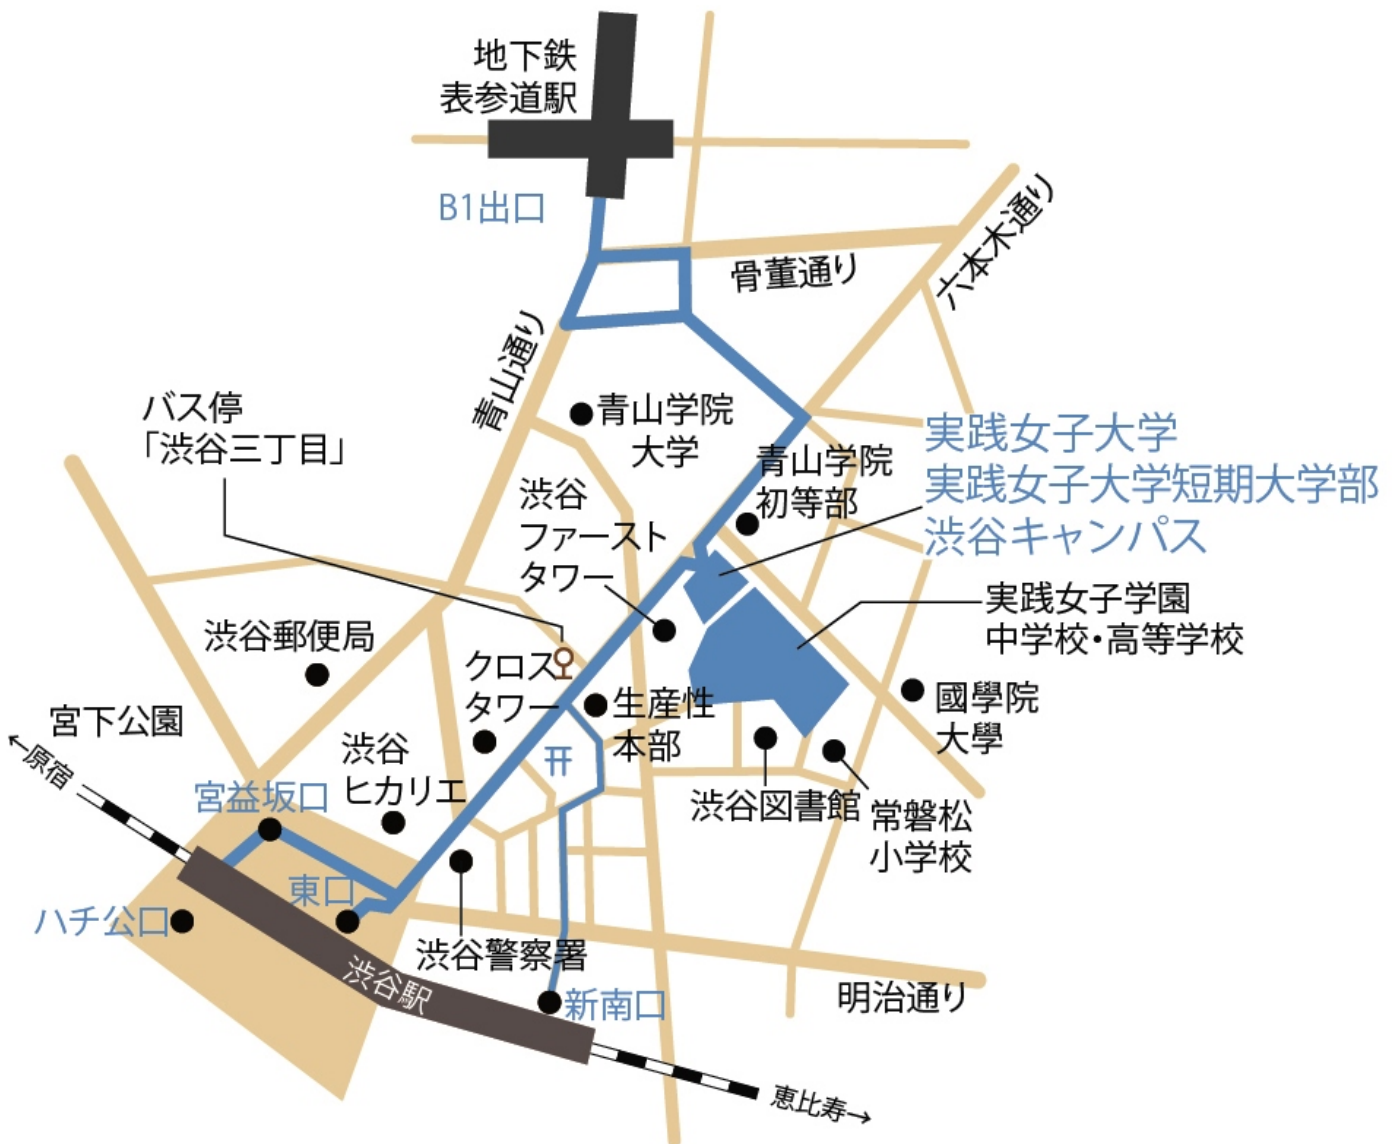 地下鉄
表参道駅
B1出口
骨董通り
六本木通り
青山通り
バス停
「渋谷三丁目」
青山学院
大学
実践女子大学
実践女子大学短期大学部
渋谷キャンパス
青山学院
初等部
渋谷
ファースト
タワー
実践女子学園
中学校・高等学校
渋谷郵便局
クロス
タワー
生産性
本部
國學院
大學
宮下公園
←原宿
渋谷
ヒカリエ
宮益坂口
渋谷図書館
常磐松
小学校
東口
ハチ公口
渋谷警察署
渋谷駅
新南口
明治通り
恵比寿→